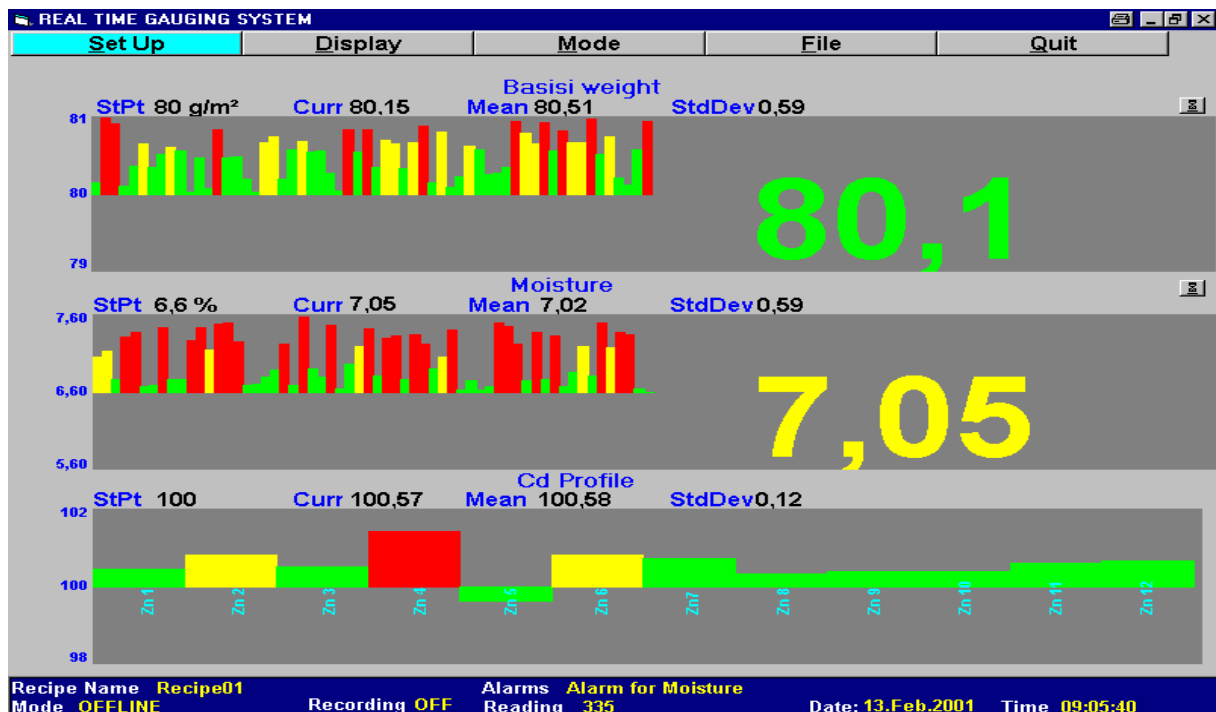 REAL TIME GAUGING SYSTEM
Set Up Display Mode File Quit
Basisi weight
StPt 80 g/m² Curr 80,15 Mean 80,51 StdDev 0,59
81
80
79
80,1
Moisture
StPt 6,6 % Curr 7,05 Mean 7,02 StdDev 0,59
7,60
6,60
5,60
7,05
Cd Profile
StPt 100 Curr 100,57 Mean 100,58 StdDev 0,12
102
100
98
Zn 1 Zn 2 Zn 3 Zn 4 Zn 5 Zn 6 Zn7 Zn 8 Zn 9 Zn 10 Zn 11 Zn 12
Recipe Name Recipe01 Alarms Alarm for Moisture
Mode OFFLINE Recording OFF Reading 335 Date: 13.Feb.2001 Time 09:05:40